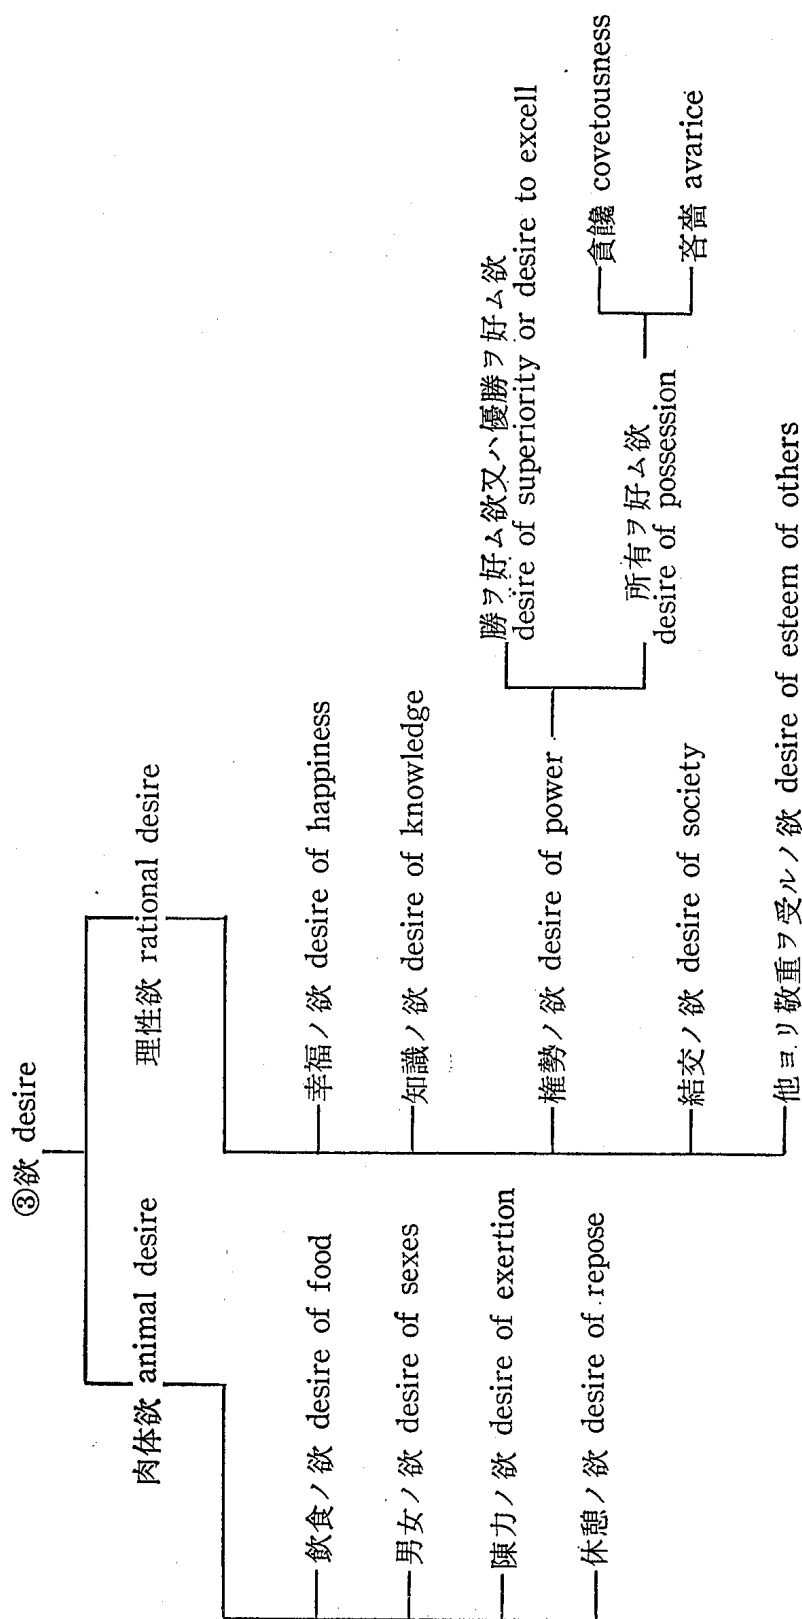 ③欲 desire
肉体欲 animal desire
飲食ノ欲 desire of food
男女ノ欲 desire of sexes
陳力ノ欲 desire of exertion
休憩ノ欲 desire of repose
理性欲 rational desire
幸福ノ欲 desire of happiness
知識ノ欲 desire of knowledge
権勢ノ欲 desire of power
勝ヲ好ム欲又ハ優勝ヲ好ム欲
desire of superiority or desire to excell
所有ヲ好ム欲
desire of possession
貪饞 covetousness
吝嗇 avarice
結交ノ欲 desire of society
他ヨリ敬重ヲ受ルノ欲 desire of esteem of others